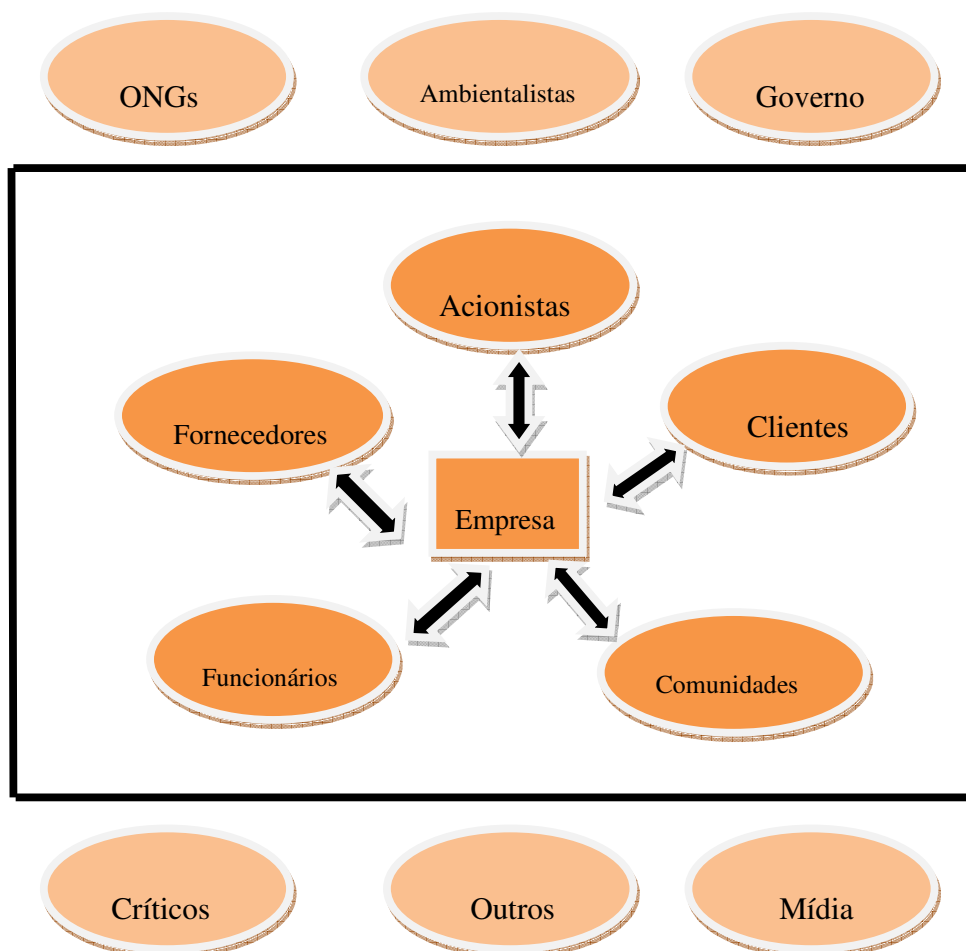 ONGs
Ambientalistas
Governo
Acionistas
Fornecedores
Clientes
Empresa
Funcionários
Comunidades
Críticos
Outros
Mídia